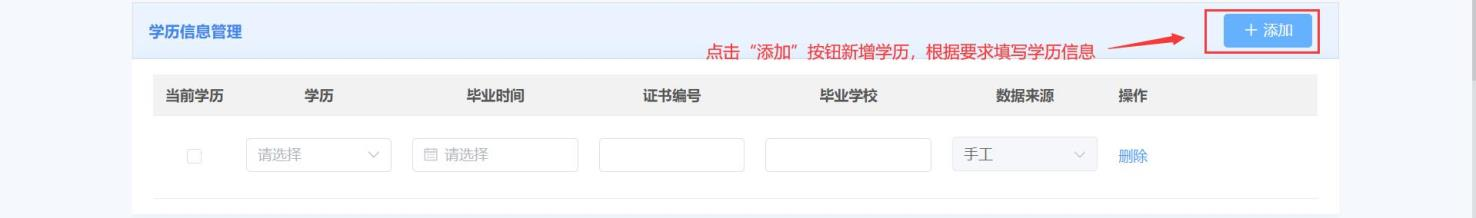 学历信息管理
+ 添加
点击“添加”按钮新增学历，根据要求填写学历信息
当前学历 学历 毕业时间 证书编号 毕业学校 数据来源 操作
请选择 请选择 手工 删除